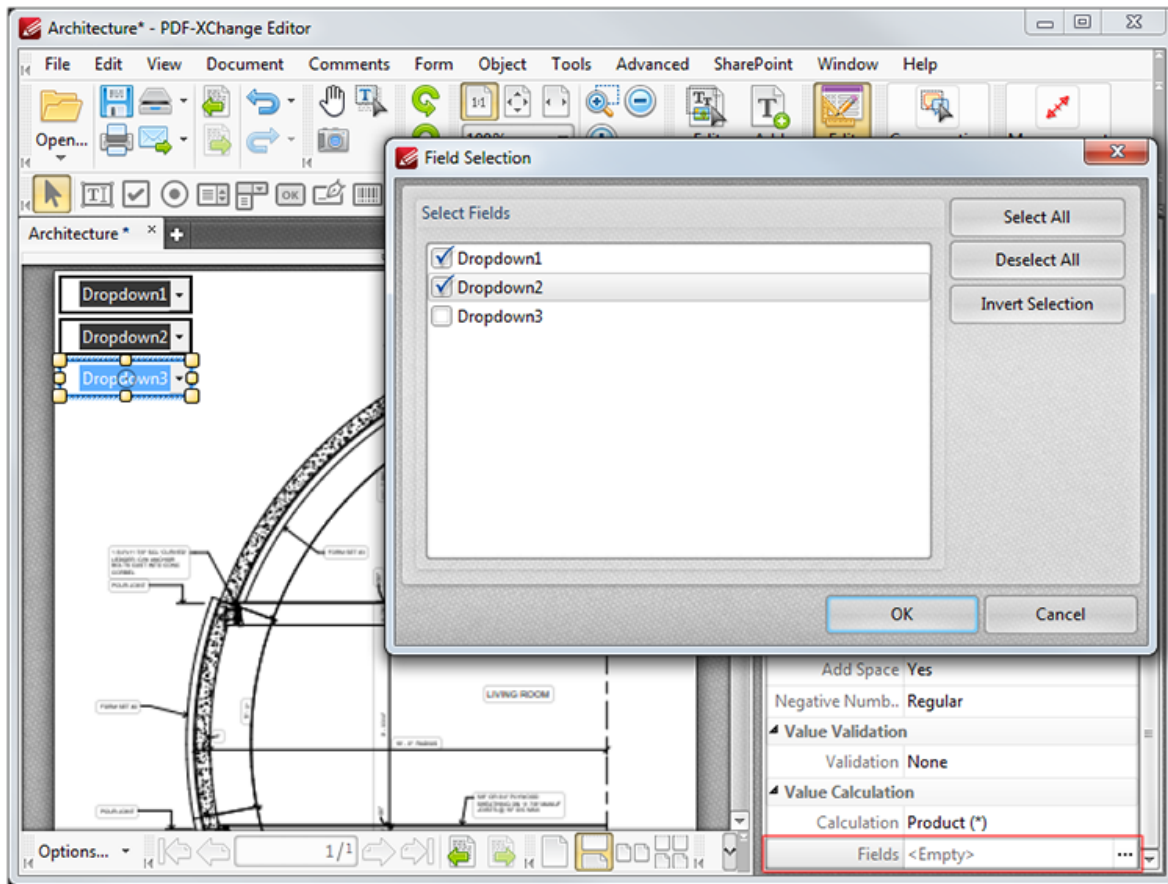 Architecture* - PDF-XChange Editor
File Edit View Document Comments Form Object Tools Advanced SharePoint Window Help
Open...
Field Selection
Architecture *
Select Fields
Dropdown1
Dropdown2
Dropdown3
Select All
Deselect All
Invert Selection
OK
Cancel
Dropdown1
Dropdown2
Dropdown3
LIVING ROOM
Add Space Yes
Negative Numb.. Regular
Value Validation
Validation None
Value Calculation
Calculation Product (*)
Fields <Empty> ...
Options... 1/1